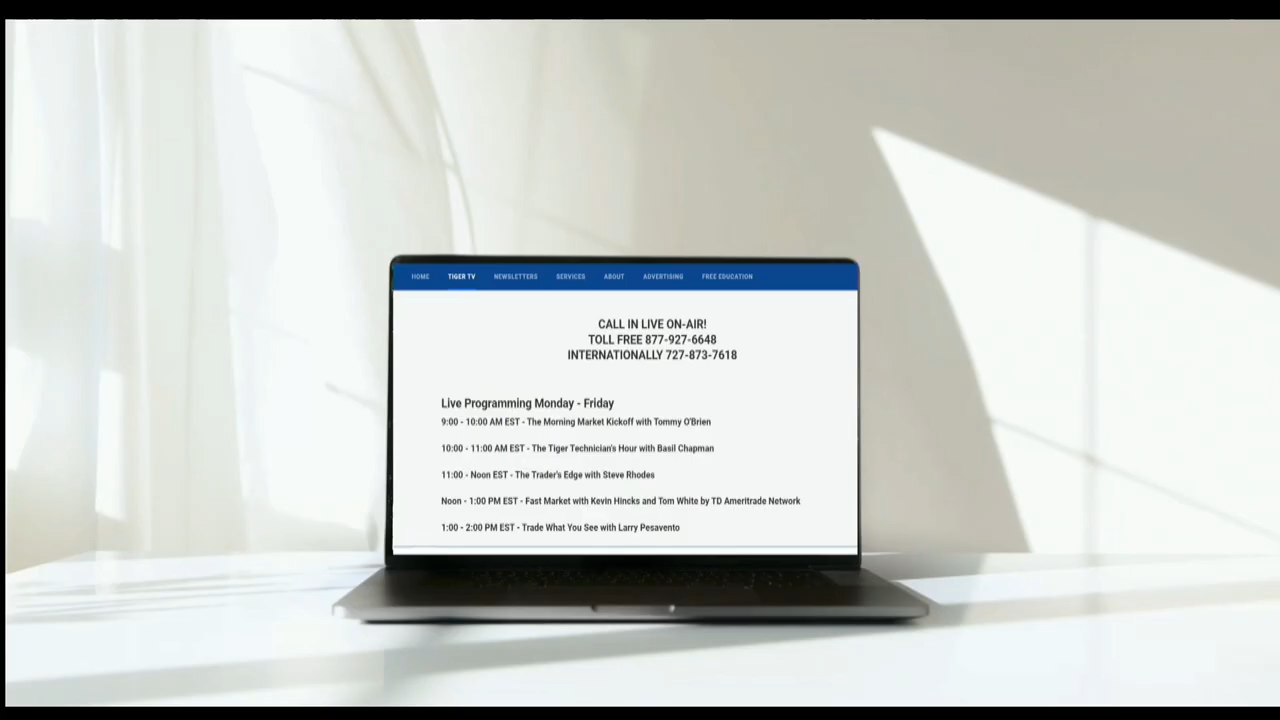 HOME TIGER TV NEWSLETTERS SERVICES ABOUT ADVERTISING FREE EDUCATION
CALL IN LIVE ON-AIR!
TOLL FREE 877-927-6648
INTERNATIONALLY 727-873-7618
Live Programming Monday - Friday
9:00 - 10:00 AM EST - The Morning Market Kickoff with Tommy O'Brien
10:00 - 11:00 AM EST - The Tiger Technician's Hour with Basil Chapman
11:00 - Noon EST - The Trader's Edge with Steve Rhodes
Noon - 1:00 PM EST - Fast Market with Kevin Hincks and Tom White by TD Ameritrade Network
1:00 - 2:00 PM EST - Trade What You See with Larry Pesavento